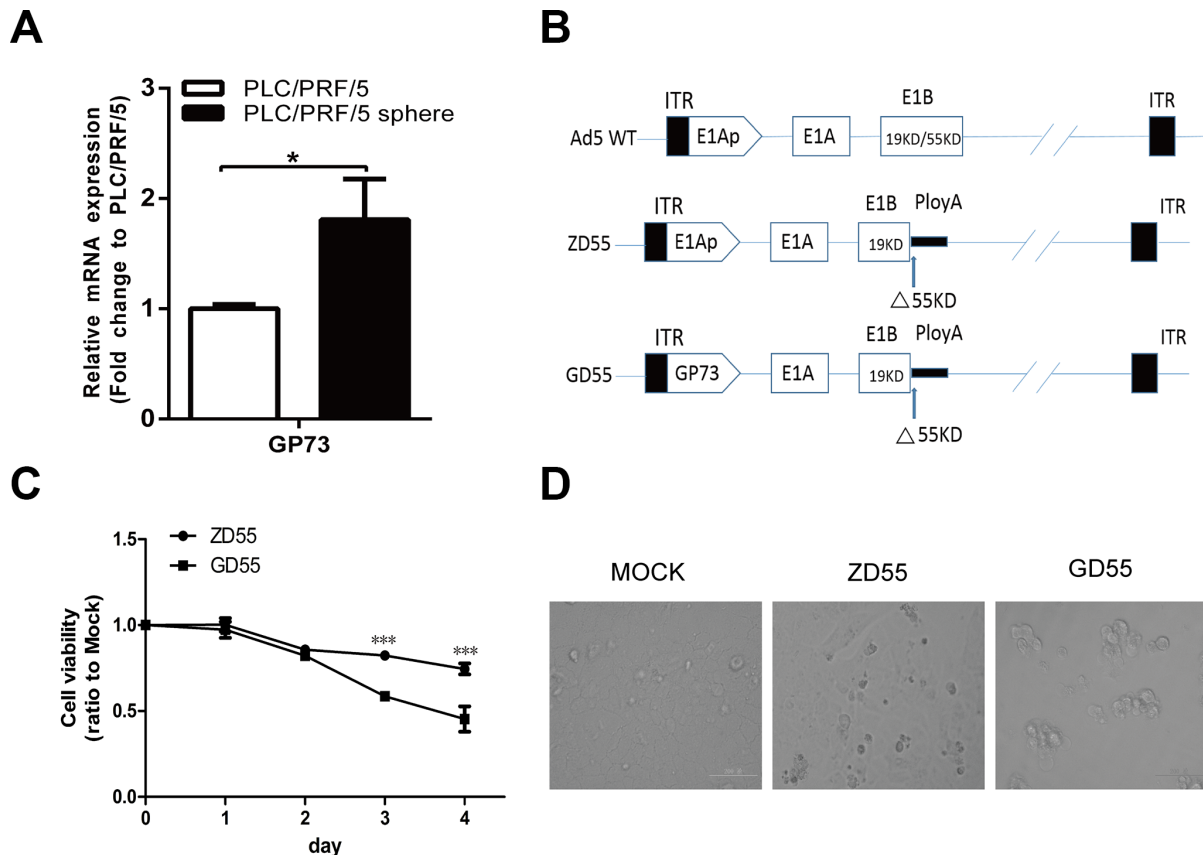 A
Relative mRNA expression
(Fold change to PLC/PRF/5)
3
2
1
0
PLC/PRF/5
PLC/PRF/5 sphere
*
GP73
B
Ad5 WT
ITR
E1Ap
E1A
E1B
19KD/55KD
ITR
ZD55
ITR
E1Ap
E1A
E1B
19KD
PloyA
△55KD
ITR
GD55
ITR
GP73
E1A
E1B
19KD
PloyA
△55KD
ITR
C
Cell viability
(ratio to Mock)
1.5
1.0
0.5
0.0
ZD55
GD55
***
***
0 1 2 3 4
day
D
MOCK
ZD55
GD55